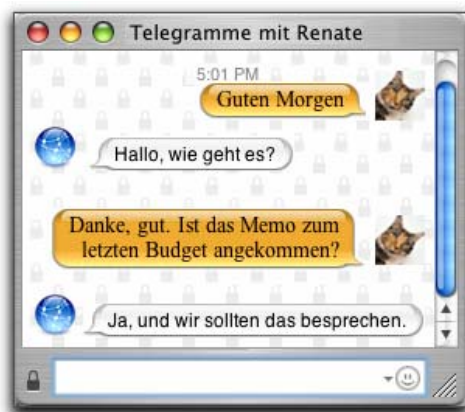 Telegramme mit Renate
5:01 PM
Guten Morgen
Hallo, wie geht es?
Danke, gut. Ist das Memo zum
letzten Budget angekommen?
Ja, und wir sollten das besprechen.